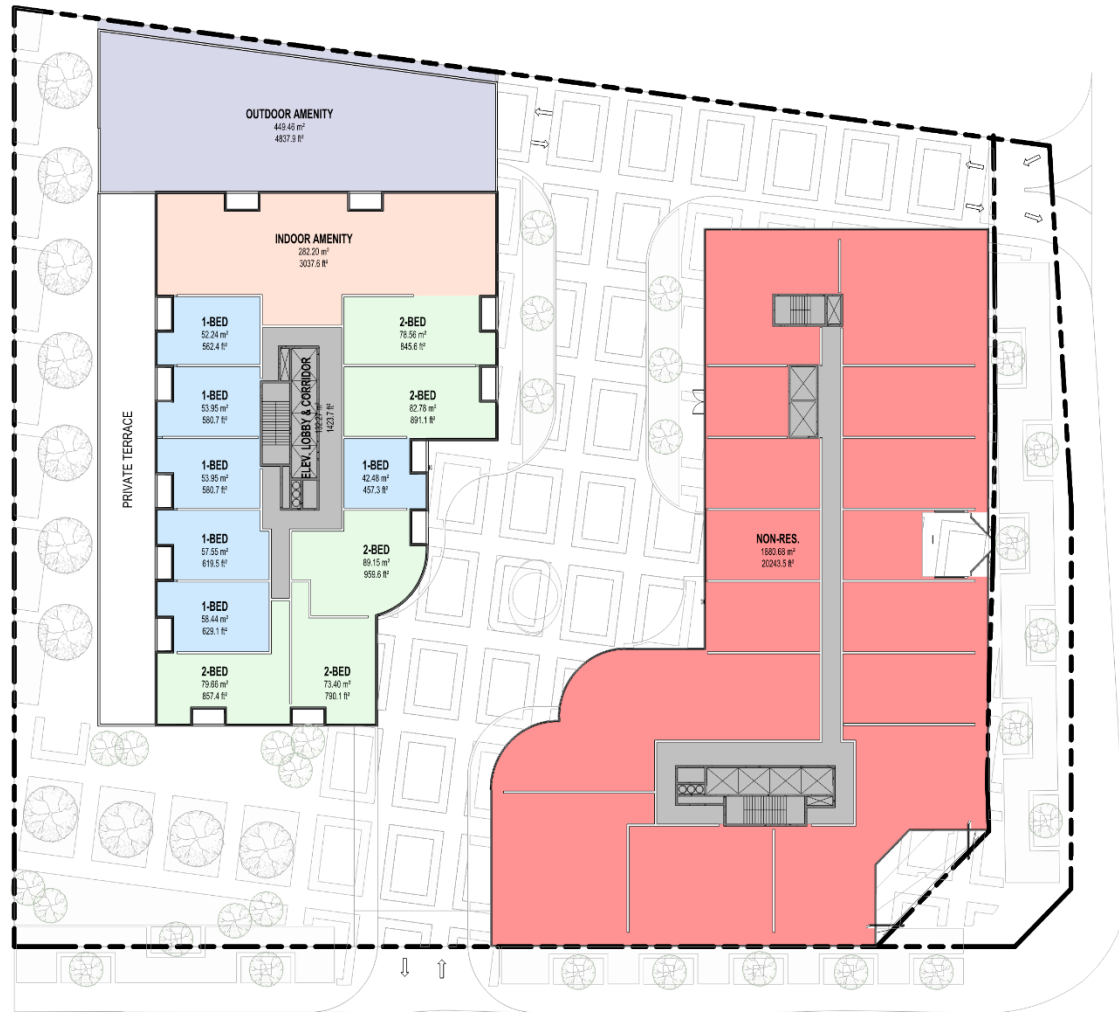 OUTDOOR AMENITY
449.46 m²
4837.9 ft²
INDOOR AMENITY
282.20 m²
3037.6 ft²
1-BED
52.24 m²
562.4 ft²
2-BED
78.56 m²
845.6 ft²
1-BED
53.95 m²
580.7 ft²
2-BED
82.78 m²
891.1 ft²
ELEV. LOBBY & CORRIDOR
132.27 m²
1423.7 ft²
PRIVATE TERRACE
1-BED
53.95 m²
580.7 ft²
1-BED
42.48 m²
457.3 ft²
1-BED
57.55 m²
619.5 ft²
2-BED
89.15 m²
959.6 ft²
1-BED
58.44 m²
629.1 ft²
2-BED
79.66 m²
857.4 ft²
2-BED
73.40 m²
790.1 ft²
NON-RES.
1880.68 m²
20243.5 ft²